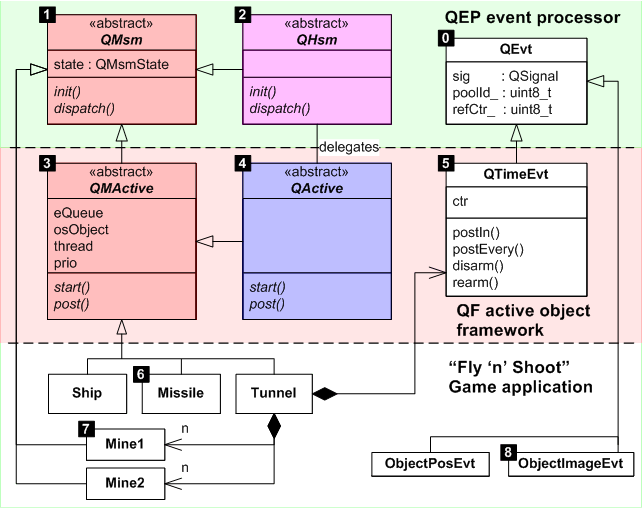 QEP event processor
1
«abstract»
QMsm
state : QMsmState
init()
dispatch()
2
«abstract»
QHsm
init()
dispatch()
0
QEvt
sig : QSignal
poolId_ : uint8_t
refCtr_ : uint8_t
delegates
3
«abstract»
QMActive
eQueue
osObject
thread
prio
start()
post()
4
«abstract»
QActive
start()
post()
5
QTimeEvt
ctr
postIn()
postEvery()
disarm()
rearm()
QF active object
framework
“Fly ‘n’ Shoot”
Game application
Ship
6
Missile
Tunnel
7
Mine1
n
Mine2
n
ObjectPosEvt
8
ObjectImageEvt